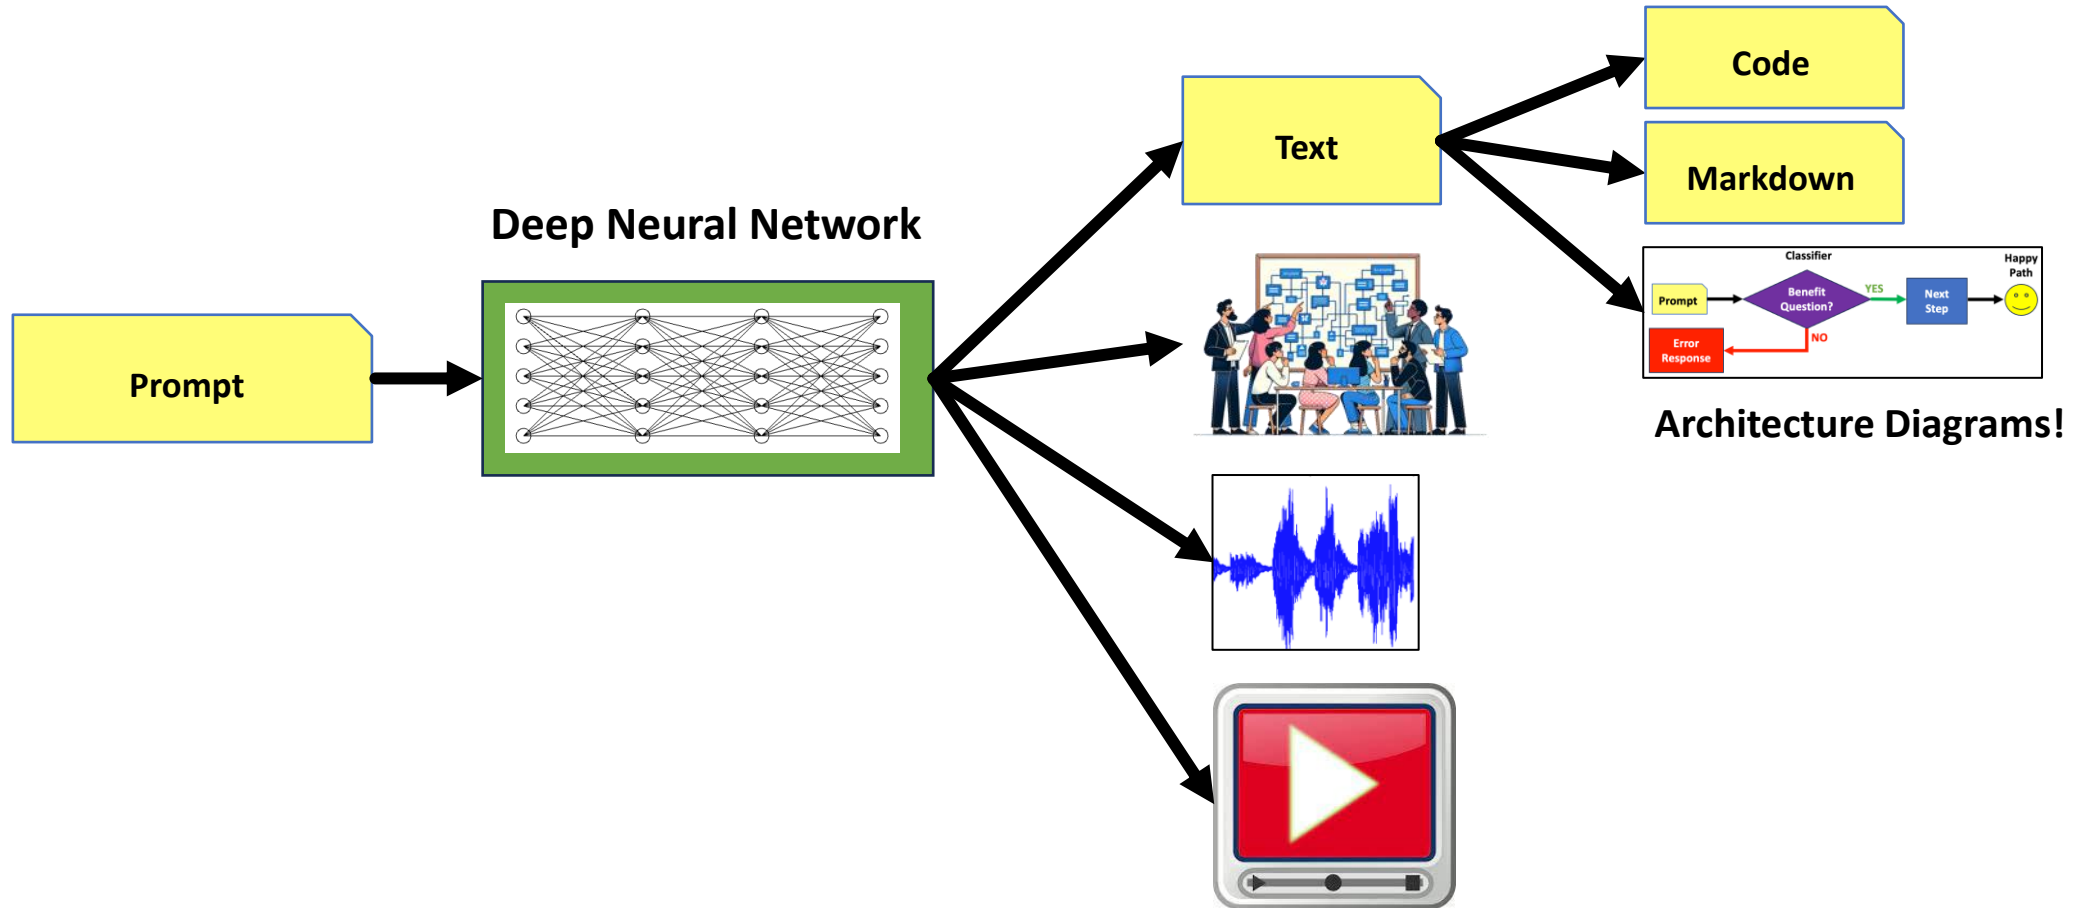 Prompt
Deep Neural Network
Text
Code
Markdown
Classifier
Happy
Path
Prompt
Benefit
Question?
YES
Next
Step
NO
Error
Response
Architecture Diagrams!